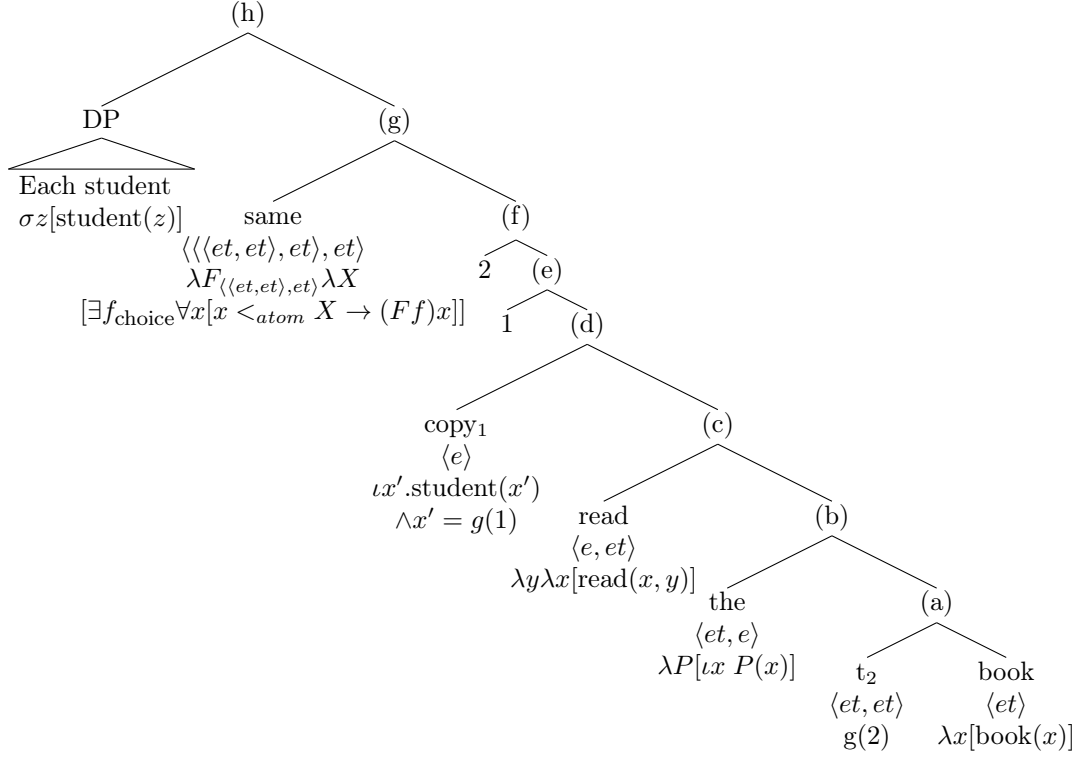 (h)
DP
(g)
Each student
σz[student(z)]
same
⟨⟨⟨et, et⟩, et⟩, et⟩
λF⟨⟨et,et⟩,et⟩λX
[∃f_choice∀x[x <_atom X → (Ff)x]]
(f)
2
(e)
1
(d)
copy₁
⟨e⟩
ιx′.student(x′)
∧x′ = g(1)
(c)
read
⟨e, et⟩
λyλx[read(x, y)]
(b)
the
⟨et, e⟩
λP[ιx P(x)]
(a)
t₂
⟨et, et⟩
g(2)
book
⟨et⟩
λx[book(x)]